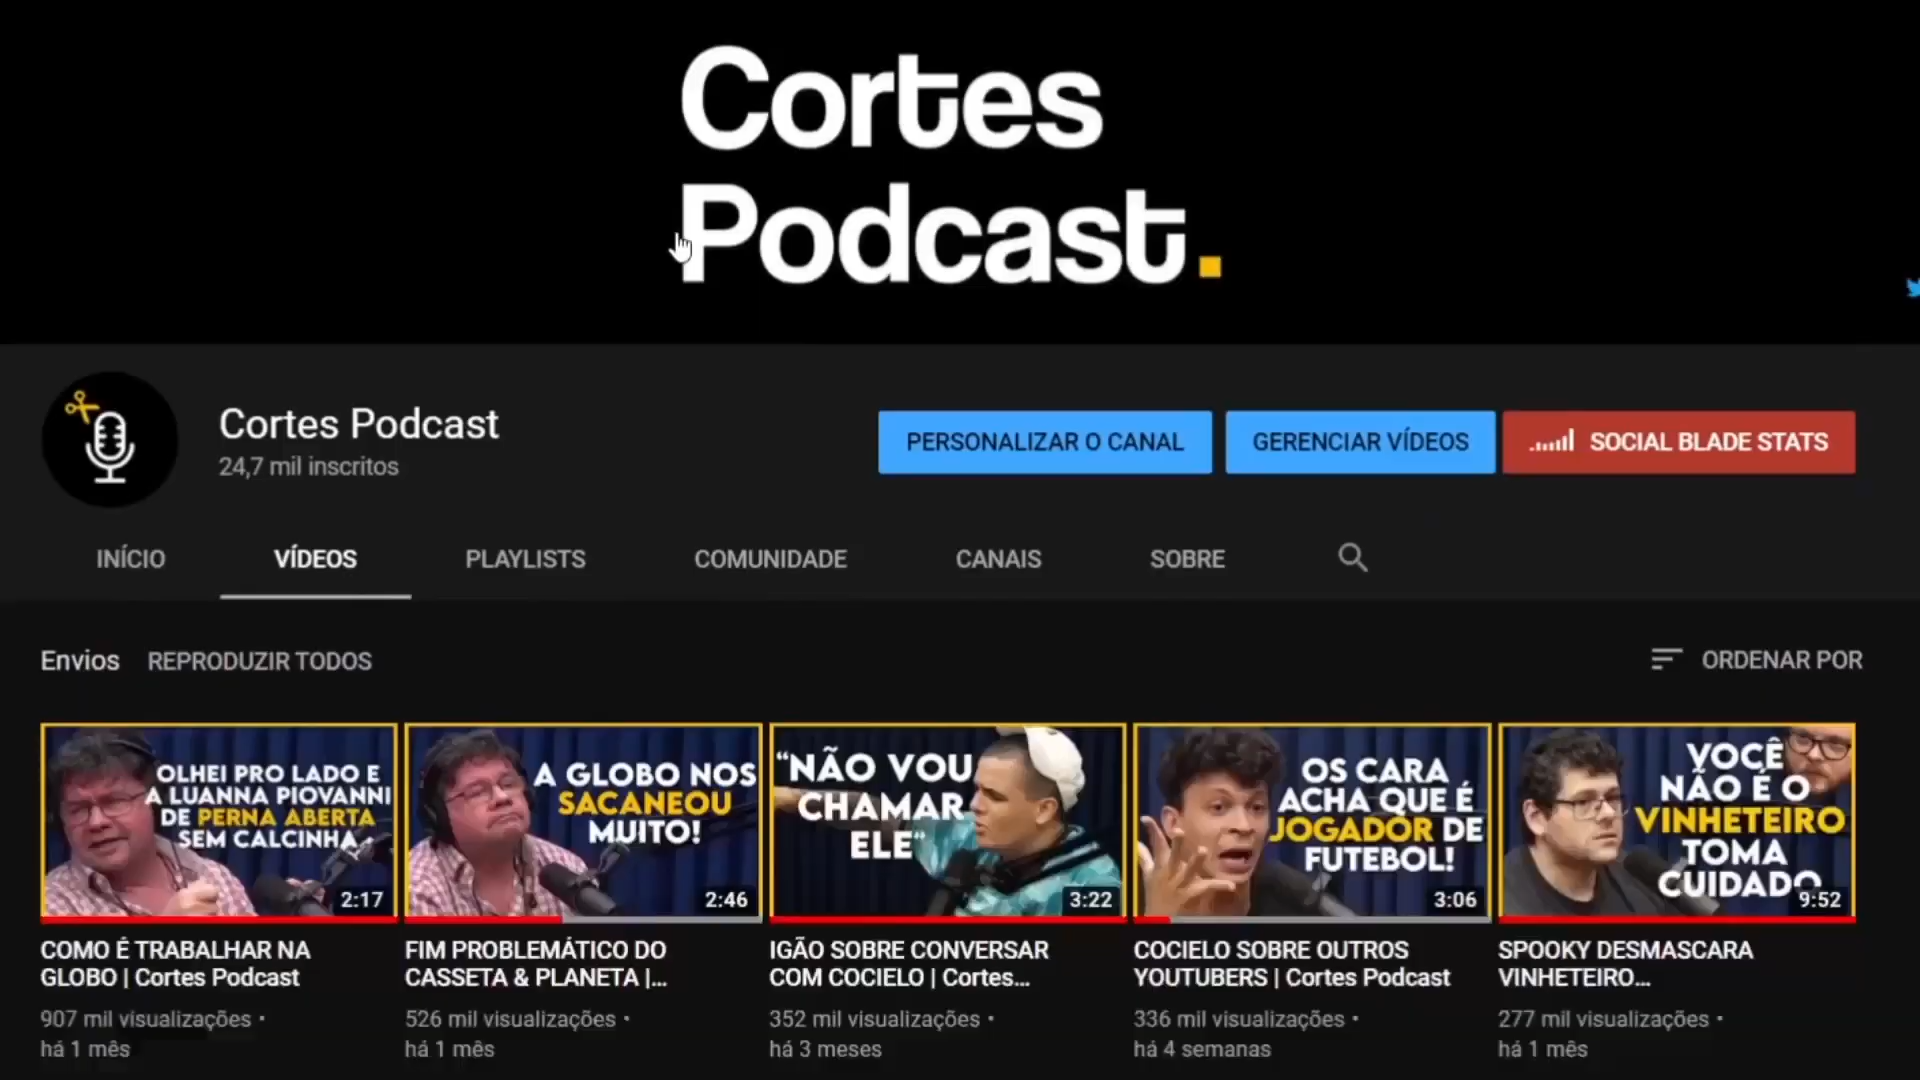 Cortes
Podcast.
Cortes Podcast
24,7 mil inscritos
PERSONALIZAR O CANAL
GERENCIAR VÍDEOS
SOCIAL BLADE STATS
INÍCIO
VÍDEOS
PLAYLISTS
COMUNIDADE
CANAIS
SOBRE
Envios
REPRODUZIR TODOS
ORDENAR POR
OLHEI PRO LADO E
A LUANNA PIOVANNI
DE PERNA ABERTA
SEM CALCINHA
2:17
COMO É TRABALHAR NA
GLOBO | Cortes Podcast
907 mil visualizações •
há 1 mês
A GLOBO NOS
SACANEOU
MUITO!
2:46
FIM PROBLEMÁTICO DO
CASSETA & PLANETA |...
526 mil visualizações •
há 1 mês
“NÃO VOU
CHAMAR
ELE“
3:22
IGÃO SOBRE CONVERSAR
COM COCIELO | Cortes...
352 mil visualizações •
há 3 meses
OS CARA
ACHA QUE É
JOGADOR DE
FUTEBOL!
3:06
COCIELO SOBRE OUTROS
YOUTUBERS | Cortes Podcast
336 mil visualizações •
há 4 semanas
VOCÊ
NÃO É O
VINHETEIRO
TOMA
CUIDADO
9:52
SPOOKY DESMASCARA
VINHETEIRO...
277 mil visualizações •
há 1 mês